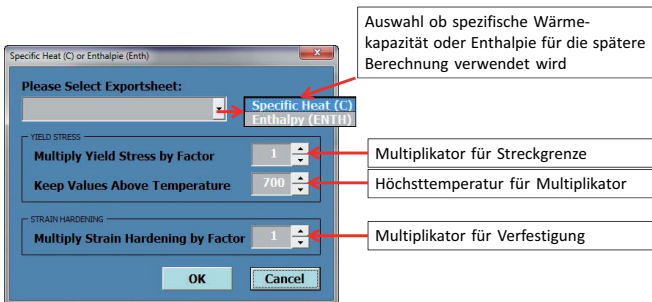 Auswahl ob spezifische Wärme-
kapazität oder Enthalpie für die spätere
Berechnung verwendet wird
Specific Heat (C) or Enthalpie (Enth)
x
Please Select Exportsheet:
Specific Heat (C)
Enthalpy (ENTH)
YIELD STRESS
Multiply Yield Stress by Factor
1
Multiplikator für Streckgrenze
Keep Values Above Temperature
700
Höchsttemperatur für Multiplikator
STRAIN HARDENING
Multiply Strain Hardening by Factor
1
Multiplikator für Verfestigung
OK
Cancel